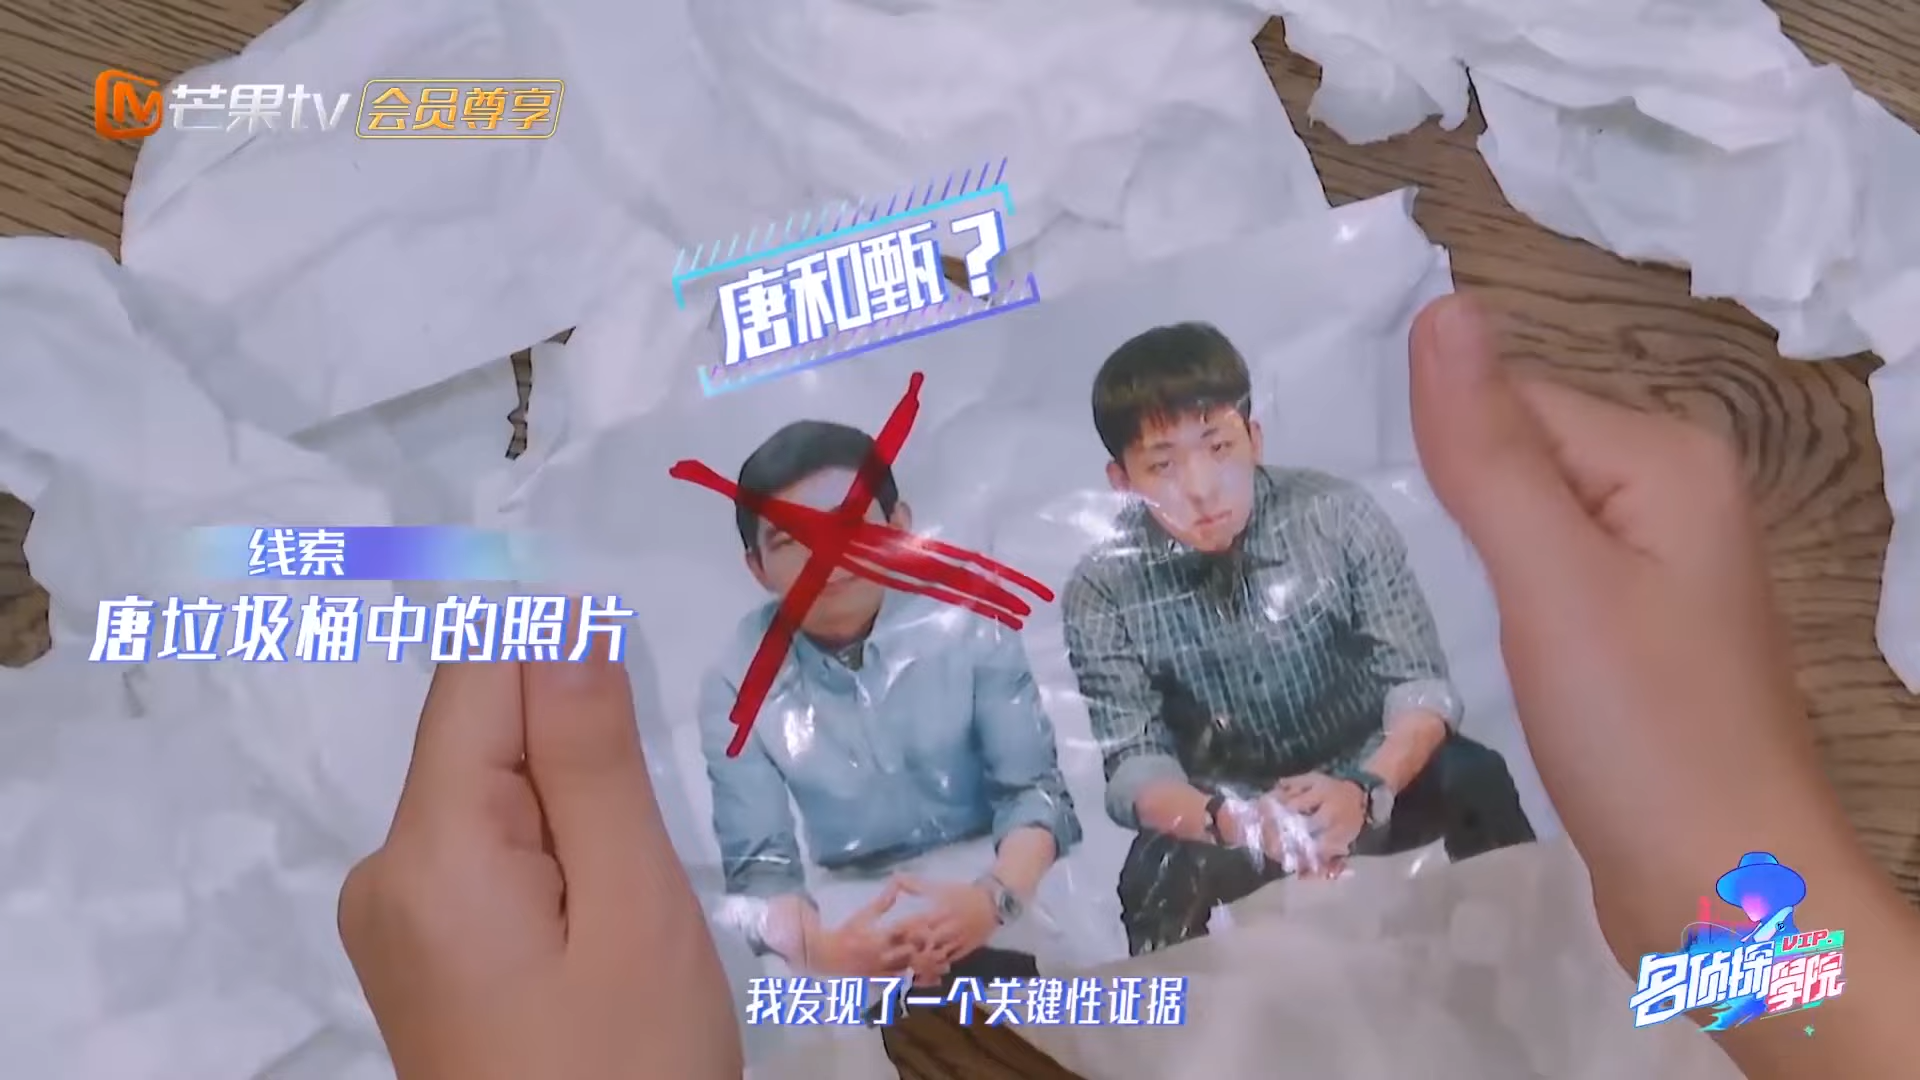 芒果tv 会员尊享
唐和甄?
线索
唐垃圾桶中的照片
我发现了一个关键性证据
VIP.
名侦探学院